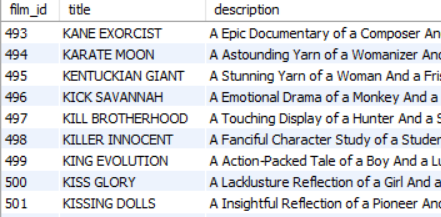 film_id title description
493 KANE EXORCIST A Epic Documentary of a Composer An
494 KARATE MOON A Astounding Yarn of a Womanizer And
495 KENTUCKIAN GIANT A Stunning Yarn of a Woman And a Fris
496 KICK SAVANNAH A Emotional Drama of a Monkey And a
497 KILL BROTHERHOOD A Touching Display of a Hunter And a S
498 KILLER INNOCENT A Fanciful Character Study of a Studen
499 KING EVOLUTION A Action-Packed Tale of a Boy And a Lu
500 KISS GLORY A Lacklusture Reflection of a Girl And a
501 KISSING DOLLS A Insightful Reflection of a Pioneer And